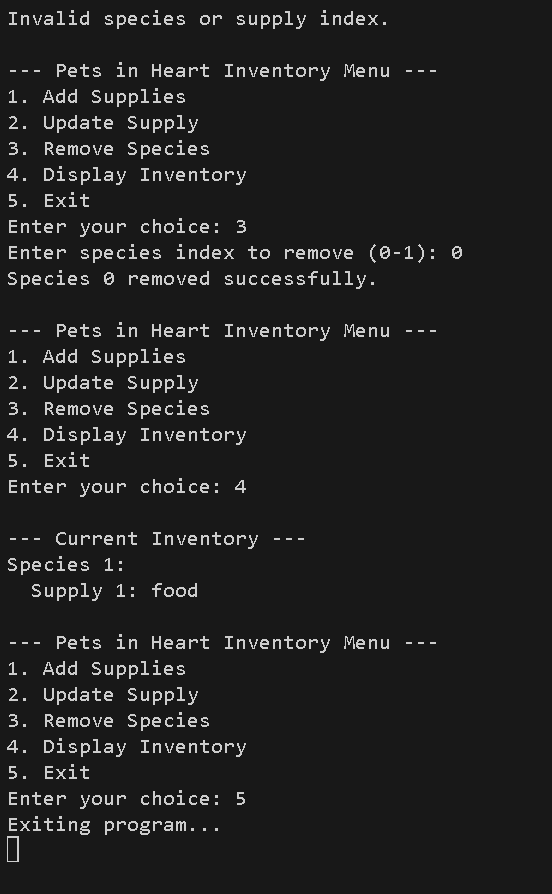 Invalid species or supply index.

--- Pets in Heart Inventory Menu ---
1. Add Supplies
2. Update Supply
3. Remove Species
4. Display Inventory
5. Exit
Enter your choice: 3
Enter species index to remove (0-1): 0
Species 0 removed successfully.

--- Pets in Heart Inventory Menu ---
1. Add Supplies
2. Update Supply
3. Remove Species
4. Display Inventory
5. Exit
Enter your choice: 4

--- Current Inventory ---
Species 1:
  Supply 1: food

--- Pets in Heart Inventory Menu ---
1. Add Supplies
2. Update Supply
3. Remove Species
4. Display Inventory
5. Exit
Enter your choice: 5
Exiting program...